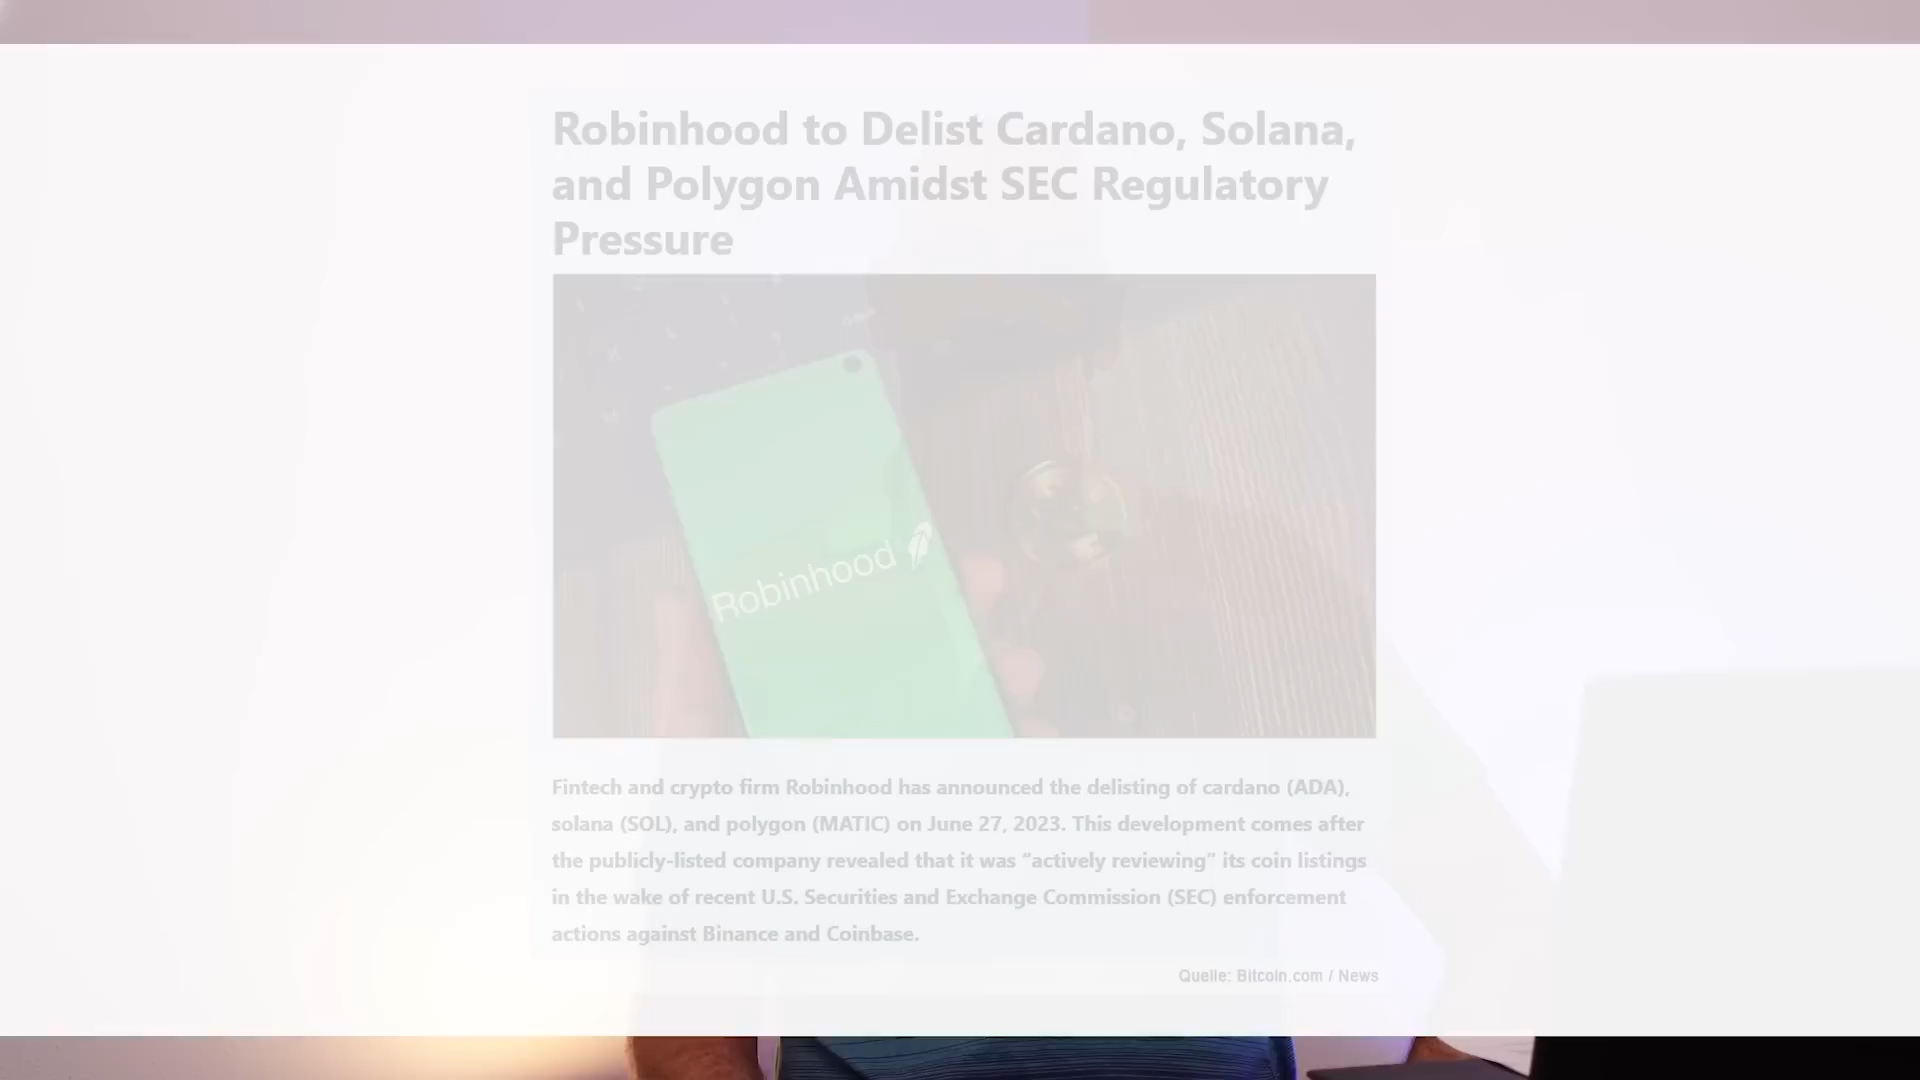 Robinhood to Delist Cardano, Solana,
and Polygon Amidst SEC Regulatory
Pressure
Robinhood
Fintech and crypto firm Robinhood has announced the delisting of cardano (ADA),
solana (SOL), and polygon (MATIC) on June 27, 2023. This development comes after
the publicly-listed company revealed that it was “actively reviewing” its coin listings
in the wake of recent U.S. Securities and Exchange Commission (SEC) enforcement
actions against Binance and Coinbase.
Quelle: Bitcoin.com / News